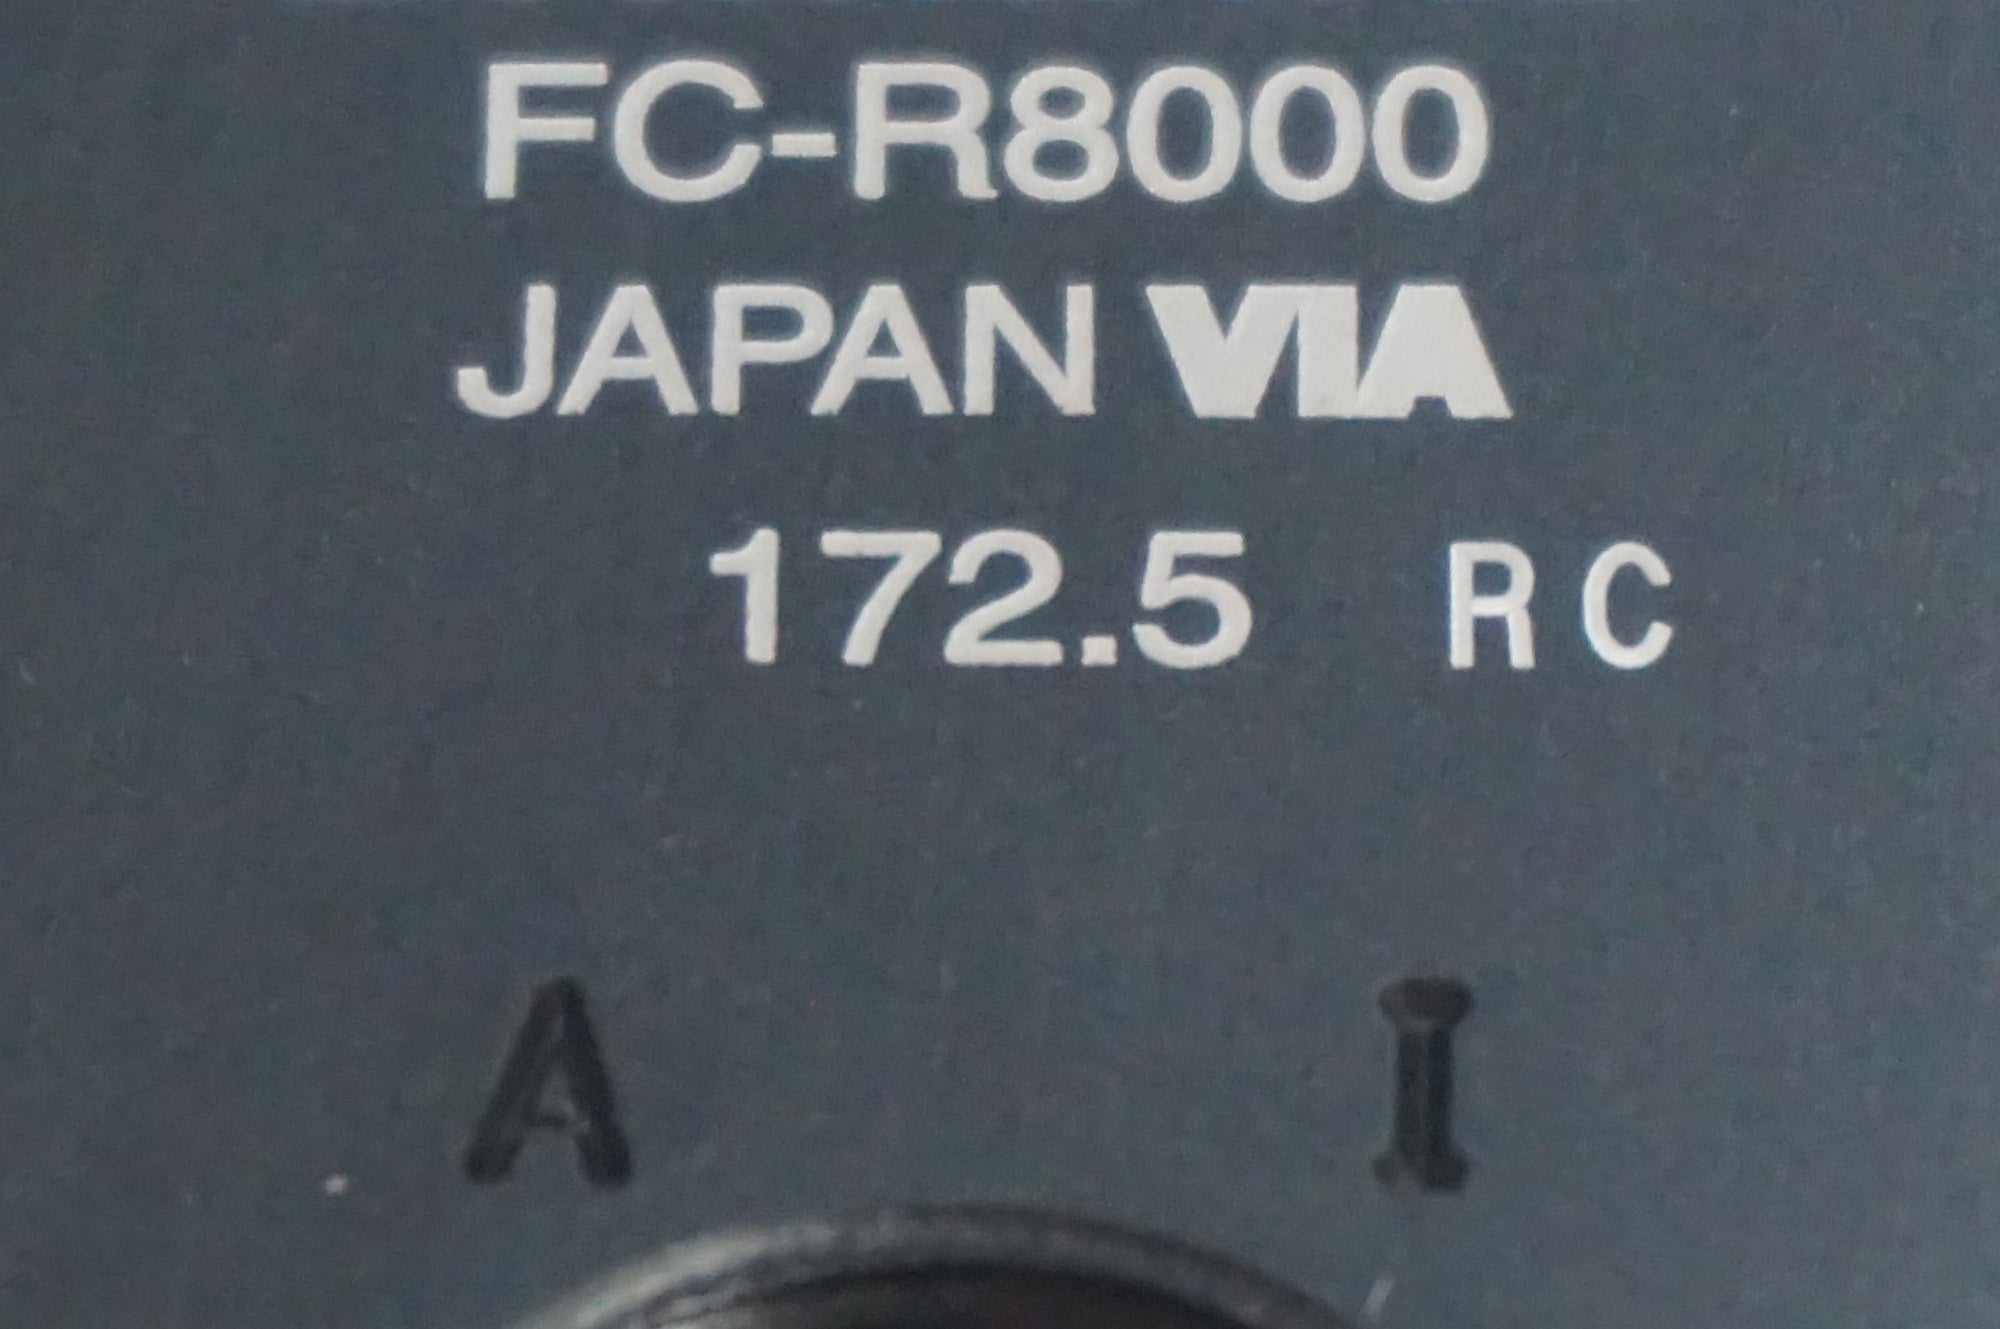 FC-R8000
JAPAN VIA
172.5 RC
A I